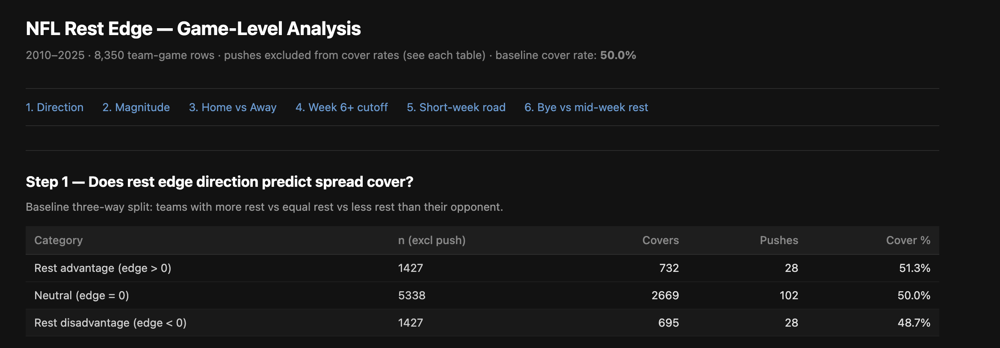 NFL Rest Edge — Game-Level Analysis
2010–2025 · 8,350 team-game rows · pushes excluded from cover rates (see each table) · baseline cover rate: 50.0%
1. Direction 2. Magnitude 3. Home vs Away 4. Week 6+ cutoff 5. Short-week road 6. Bye vs mid-week rest
Step 1 — Does rest edge direction predict spread cover?
Baseline three-way split: teams with more rest vs equal rest vs less rest than their opponent.
Category n (excl push) Covers Pushes Cover %
Rest advantage (edge > 0) 1427 732 28 51.3%
Neutral (edge = 0) 5338 2669 102 50.0%
Rest disadvantage (edge < 0) 1427 695 28 48.7%